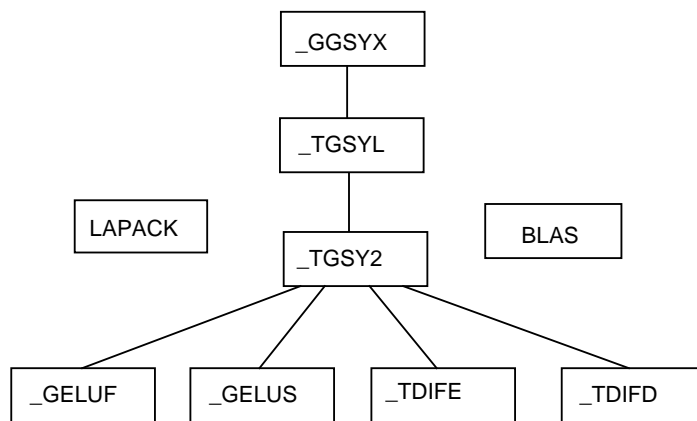 _GGSYX
_TGSYL
LAPACK
BLAS
_TGSY2
_GELUF
_GELUS
_TDIFE
_TDIFD